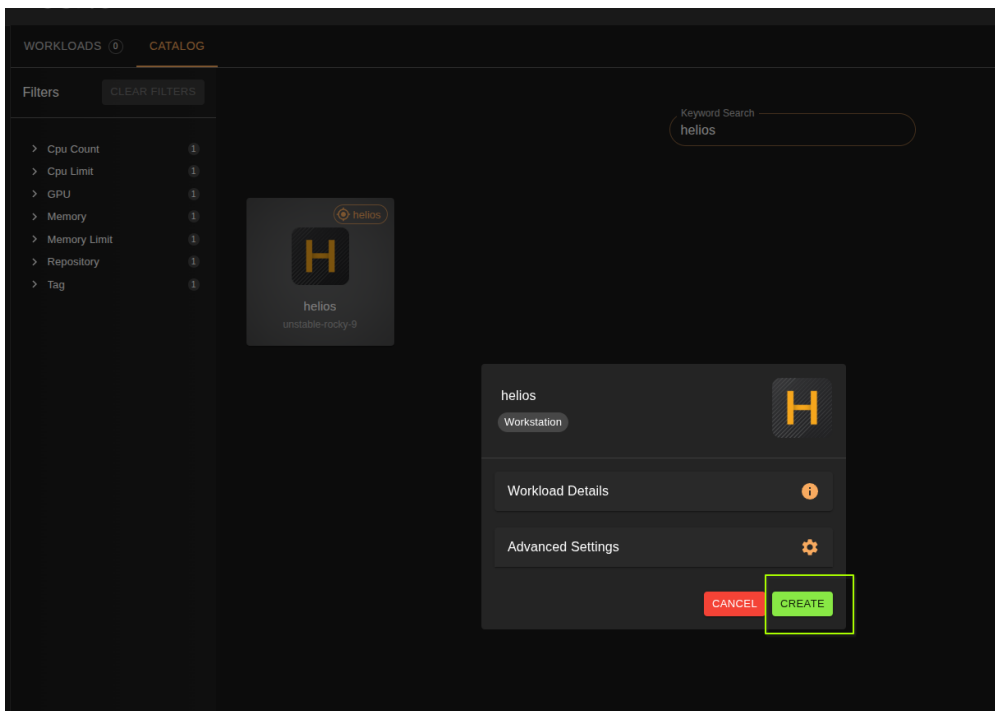 WORKLOADS 0 CATALOG
Filters CLEAR FILTERS
Keyword Search
helios
Cpu Count 1
Cpu Limit 1
GPU 1
Memory 1
Memory Limit 1
Repository 1
Tag 1
helios
H
helios
unstable-rocky-9
helios
Workstation
H
Workload Details
Advanced Settings
CANCEL CREATE